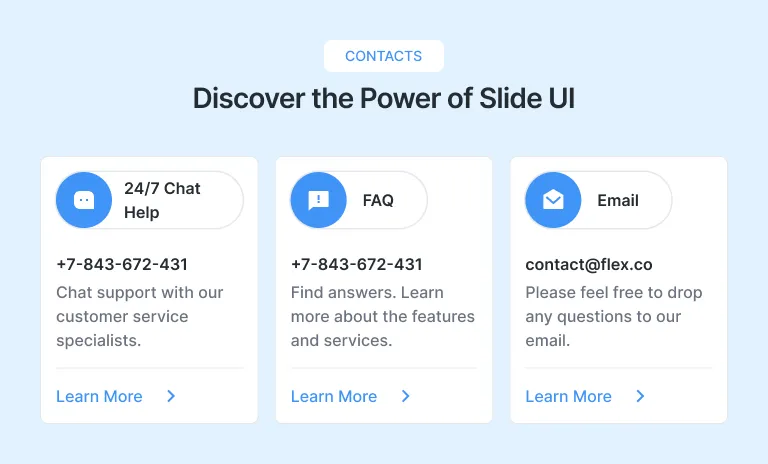 CONTACTS
Discover the Power of Slide UI
24/7 Chat
Help
+7-843-672-431
Chat support with our
customer service
specialists.
Learn More
FAQ
+7-843-672-431
Find answers. Learn
more about the features
and services.
Learn More
Email
contact@flex.co
Please feel free to drop
any questions to our
email.
Learn More